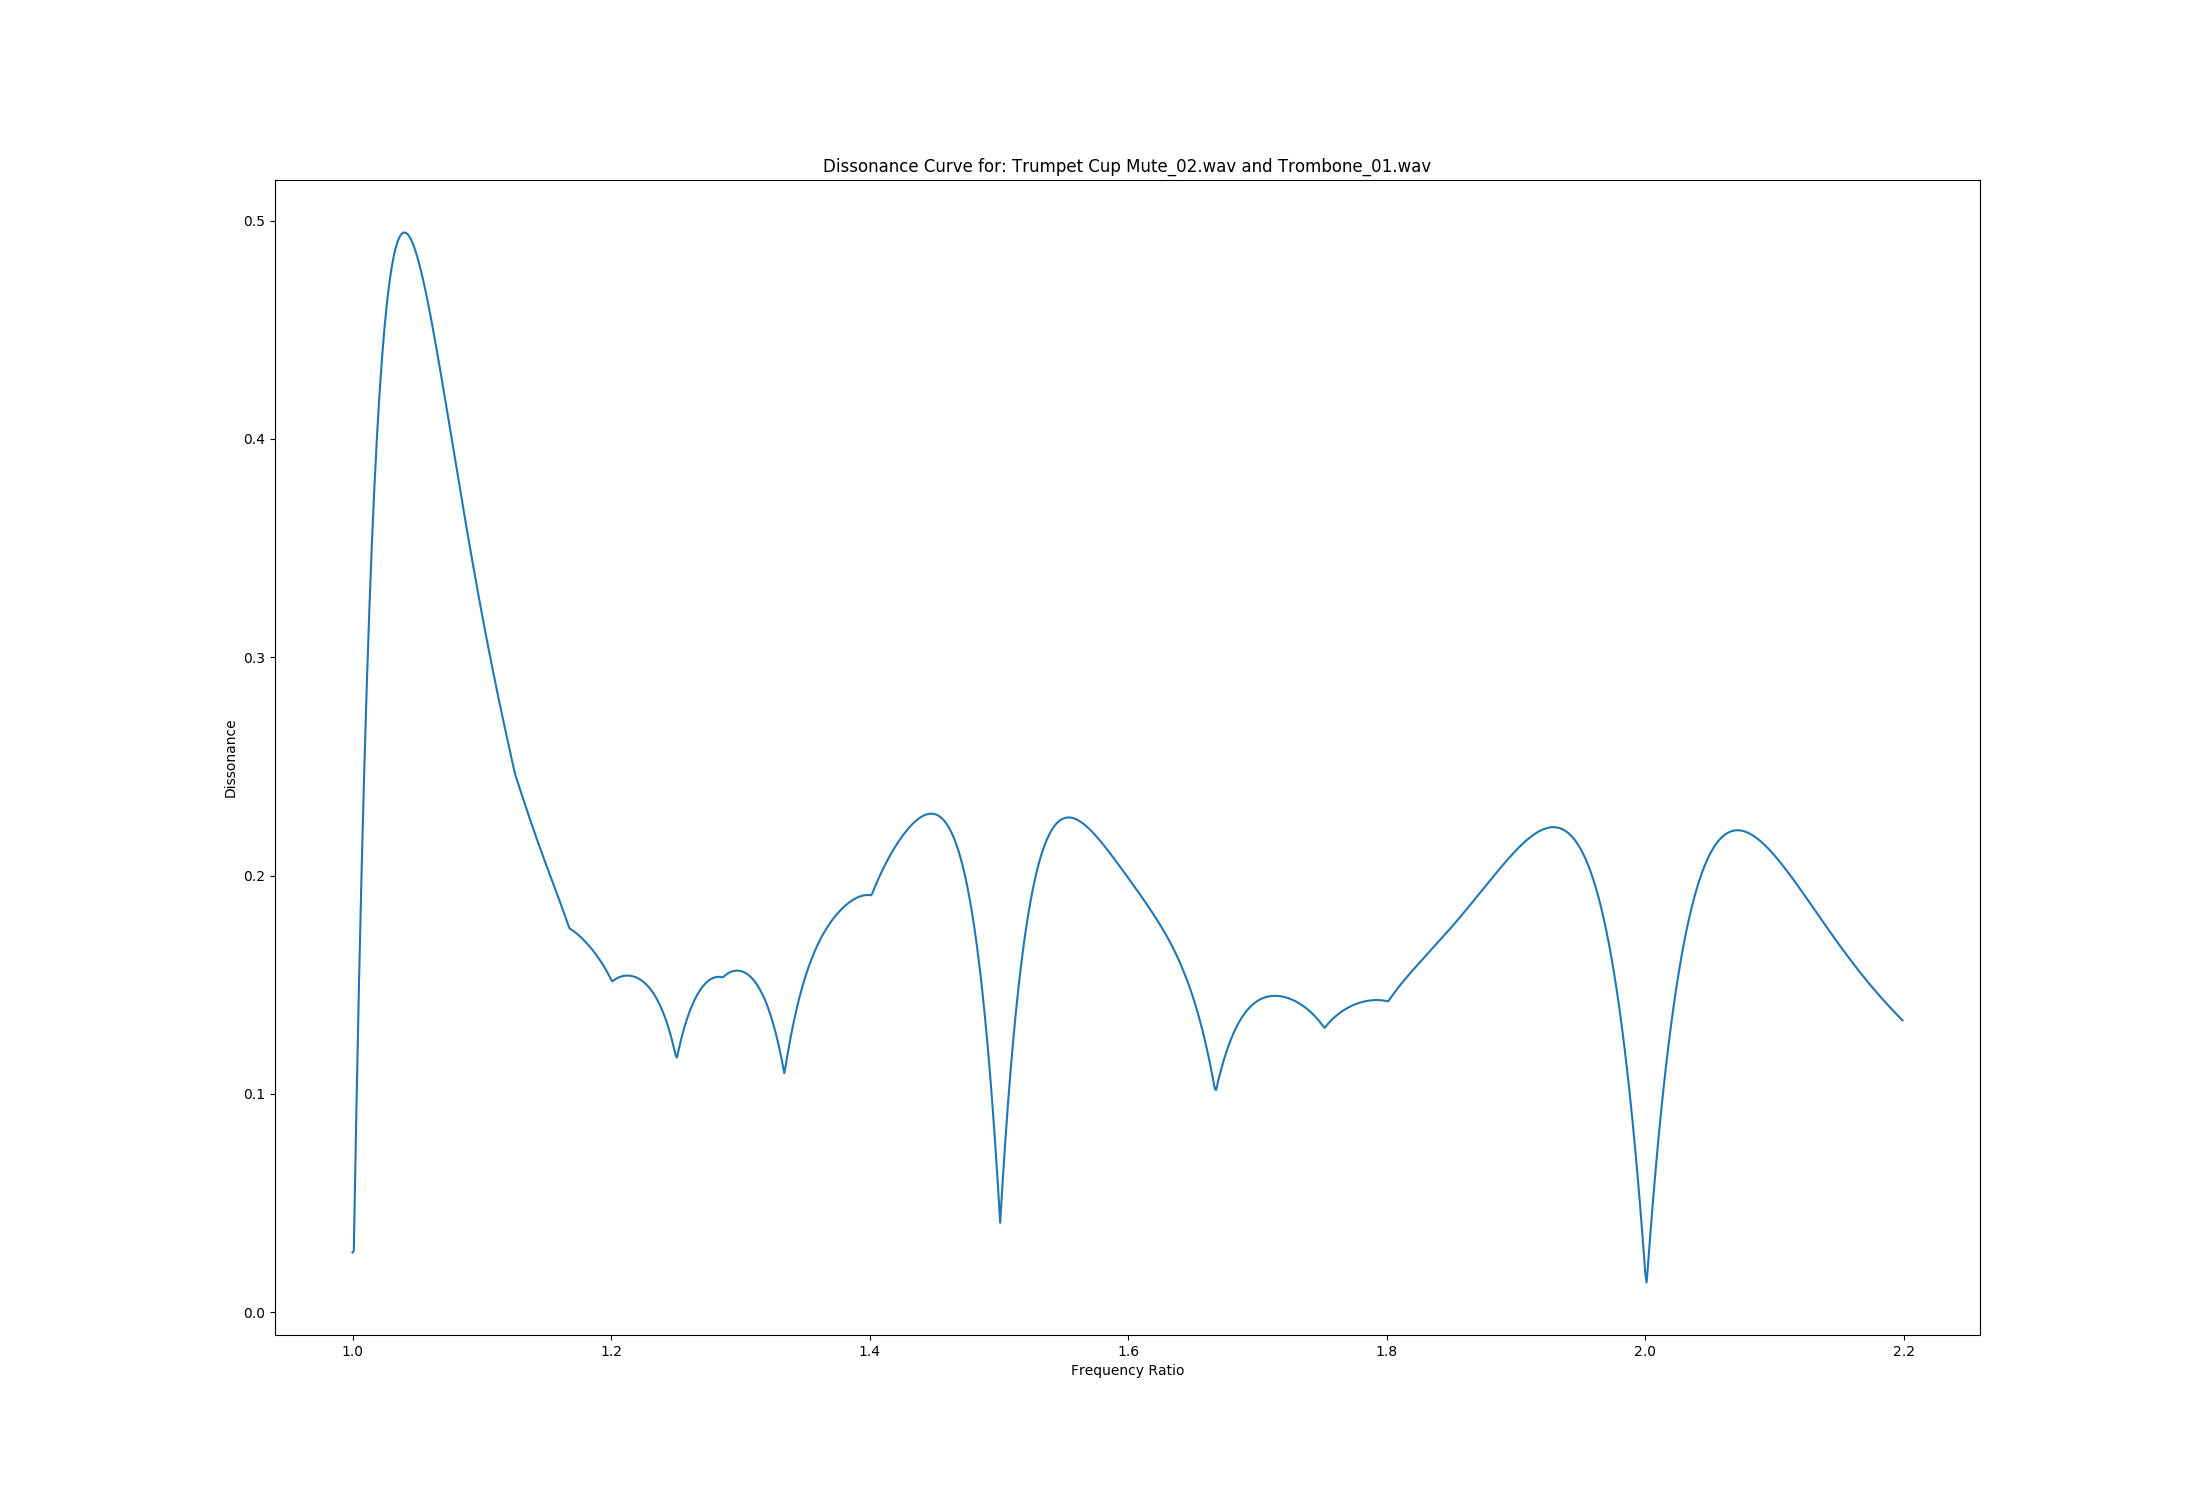 Dissonance Curve for: Trumpet Cup Mute_02.wav and Trombone_01.wav
0.5
0.4
0.3
0.2
0.1
0.0
Dissonance
1.0 1.2 1.4 1.6 1.8 2.0 2.2
Frequency Ratio